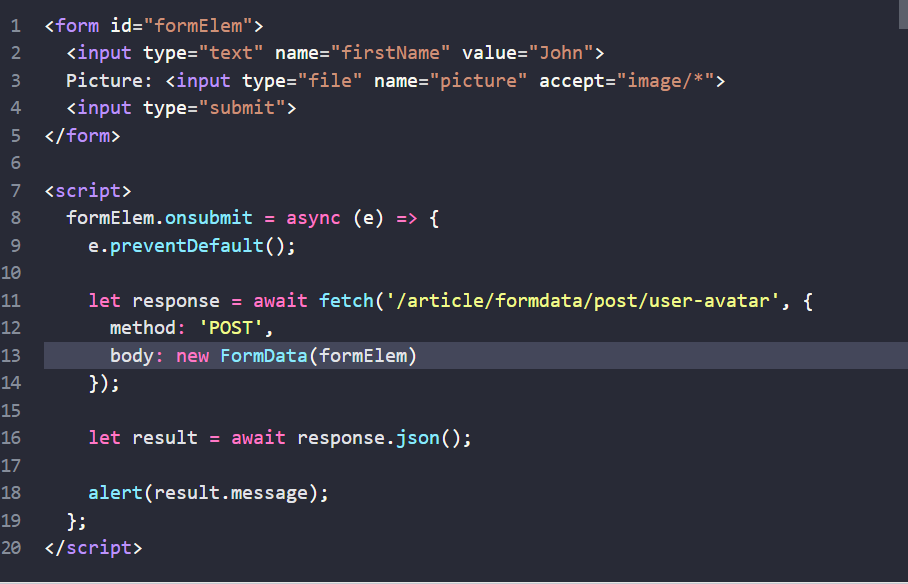 1 <form id="formElem">
2   <input type="text" name="firstName" value="John">
3   Picture: <input type="file" name="picture" accept="image/*">
4   <input type="submit">
5 </form>
6
7 <script>
8   formElem.onsubmit = async (e) => {
9     e.preventDefault();
10
11     let response = await fetch('/article/formdata/post/user-avatar', {
12       method: 'POST',
13       body: new FormData(formElem)
14     });
15
16     let result = await response.json();
17
18     alert(result.message);
19   };
20 </script>